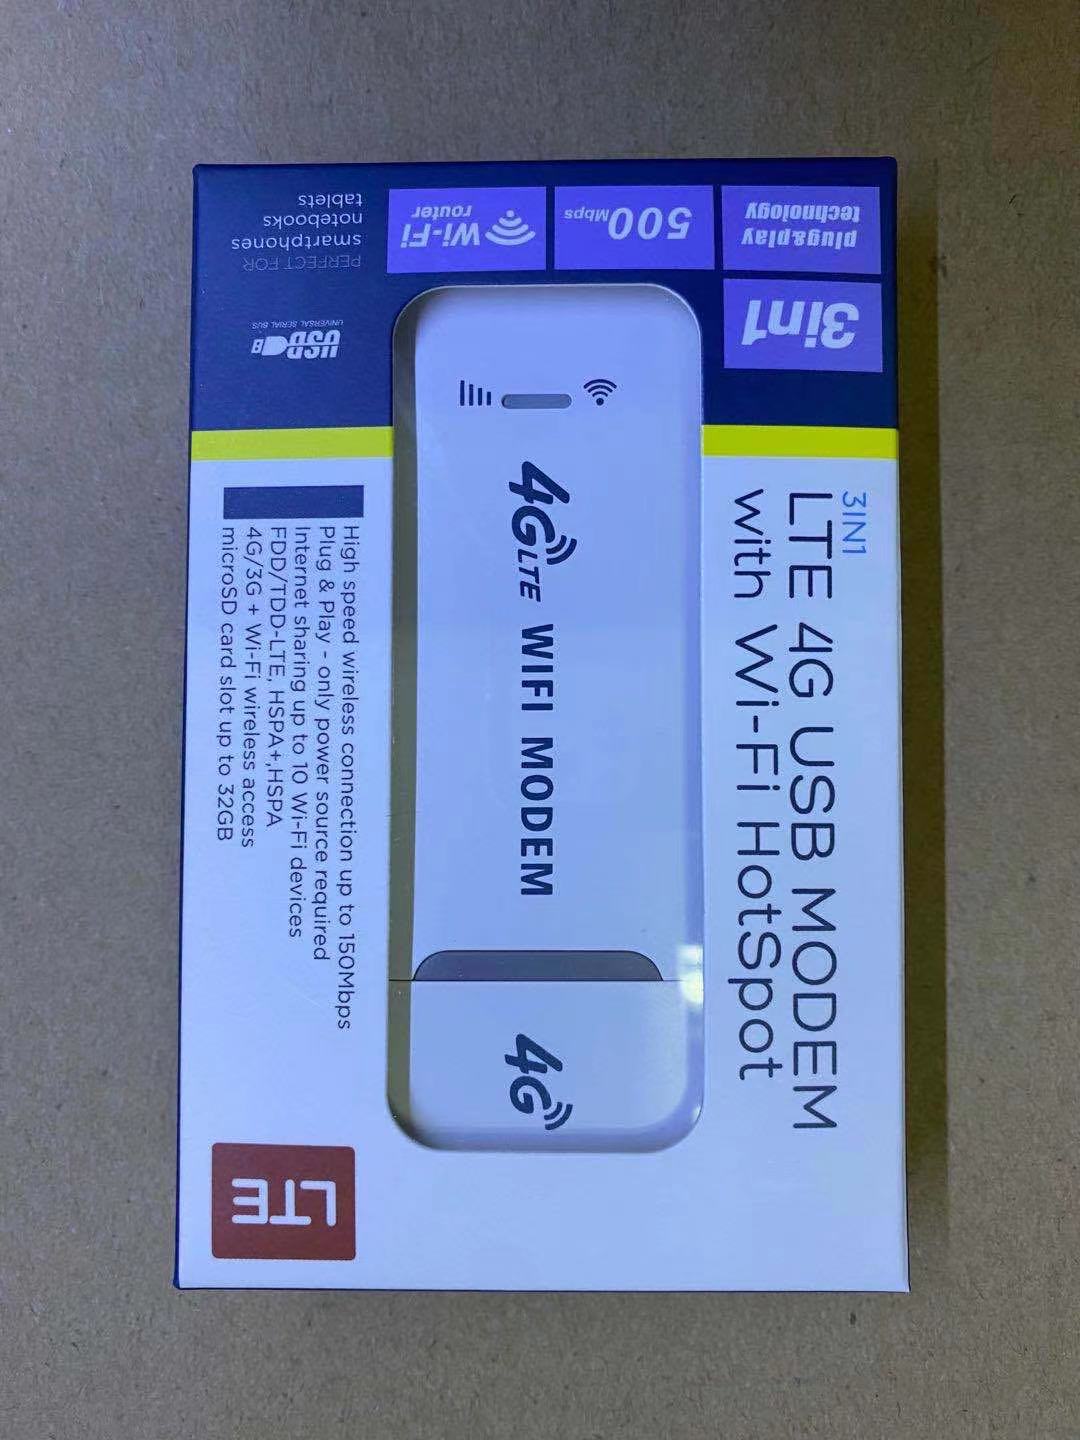 3in1
plug&play
technology
500Mbps
Wi-Fi
router
PERFECT FOR
smartphones
notebooks
tablets
USB
UNIVERSAL SERIAL BUS
3IN1
LTE 4G USB MODEM
with Wi-Fi HotSpot
4G LTE WIFI MODEM
4G
High speed wireless connection up to 150Mbps
Plug & Play - only power source required
Internet sharing up to 10 Wi-Fi devices
FDD/TDD-LTE, HSPA+,HSPA
4G/3G + Wi-Fi wireless access
microSD card slot up to 32GB
LTE